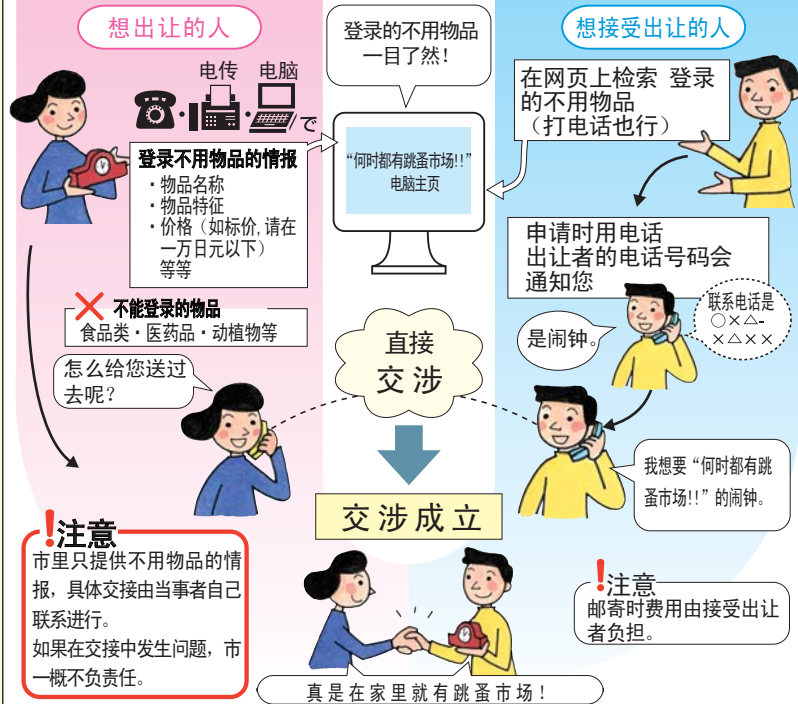 想出让的人
登录的不用物品
一目了然！
想接受出让的人
电传 电脑
で
登录不用物品的情报
・物品名称
・物品特征
・价格（如标价,请在
一万日元以下）
等等
“何时都有跳蚤市场!!”
电脑主页
在网页上检索 登录
的不用物品
（打电话也行）
申请时用电话
出让者的电话号码会
通知您
不能登录的物品
食品类・医药品・动植物等
是闹钟。
联系电话是
○×△-
×△××
怎么给您送过
去呢？
直接
交涉
我想要“何时都有跳
蚤市场!!”的闹钟。
交涉成立
!注意
市里只提供不用物品的情
报，具体交接由当事者自己
联系进行。
如果在交接中发生问题，市
一概不负责任。
!注意
邮寄时费用由接受出让
者负担。
真是在家里就有跳蚤市场！